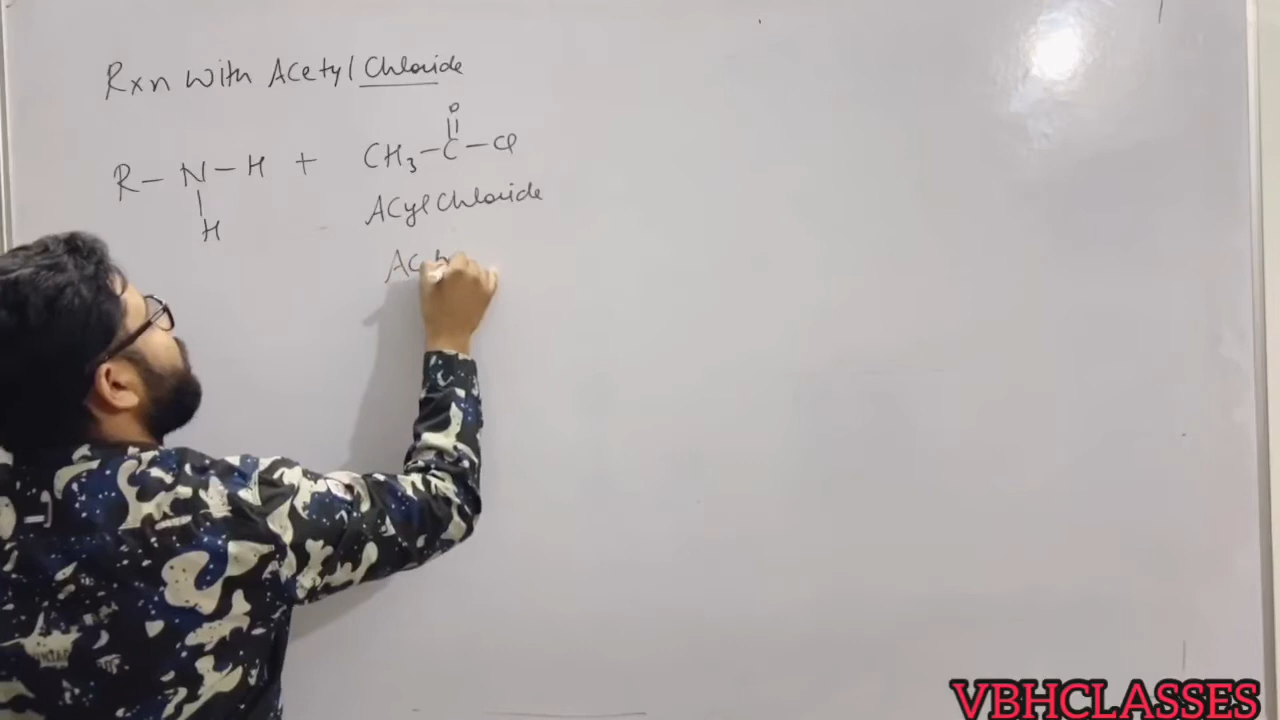 Rxn with Acetyl Chloride
O
R – N – H + CH3 – C – Cl
H
Acyl Chloride
VBHCLASSES